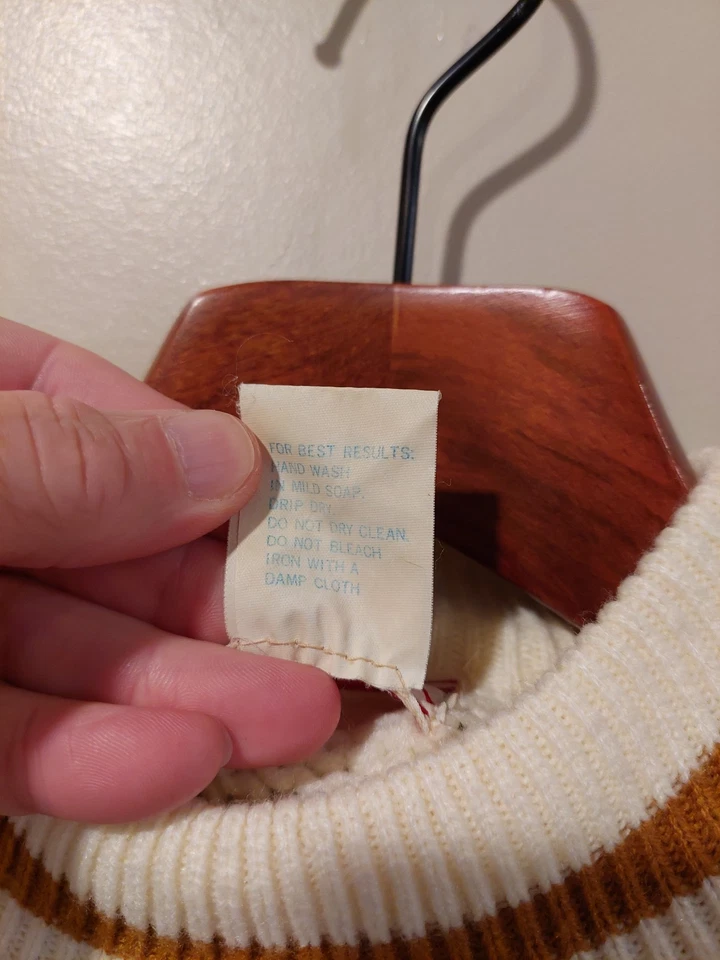 FOR BEST RESULTS:
HAND WASH
IN MILD SOAP.
DRIP DRY.
DO NOT DRY CLEAN.
DO NOT BLEACH
IRON WITH A
DAMP CLOTH